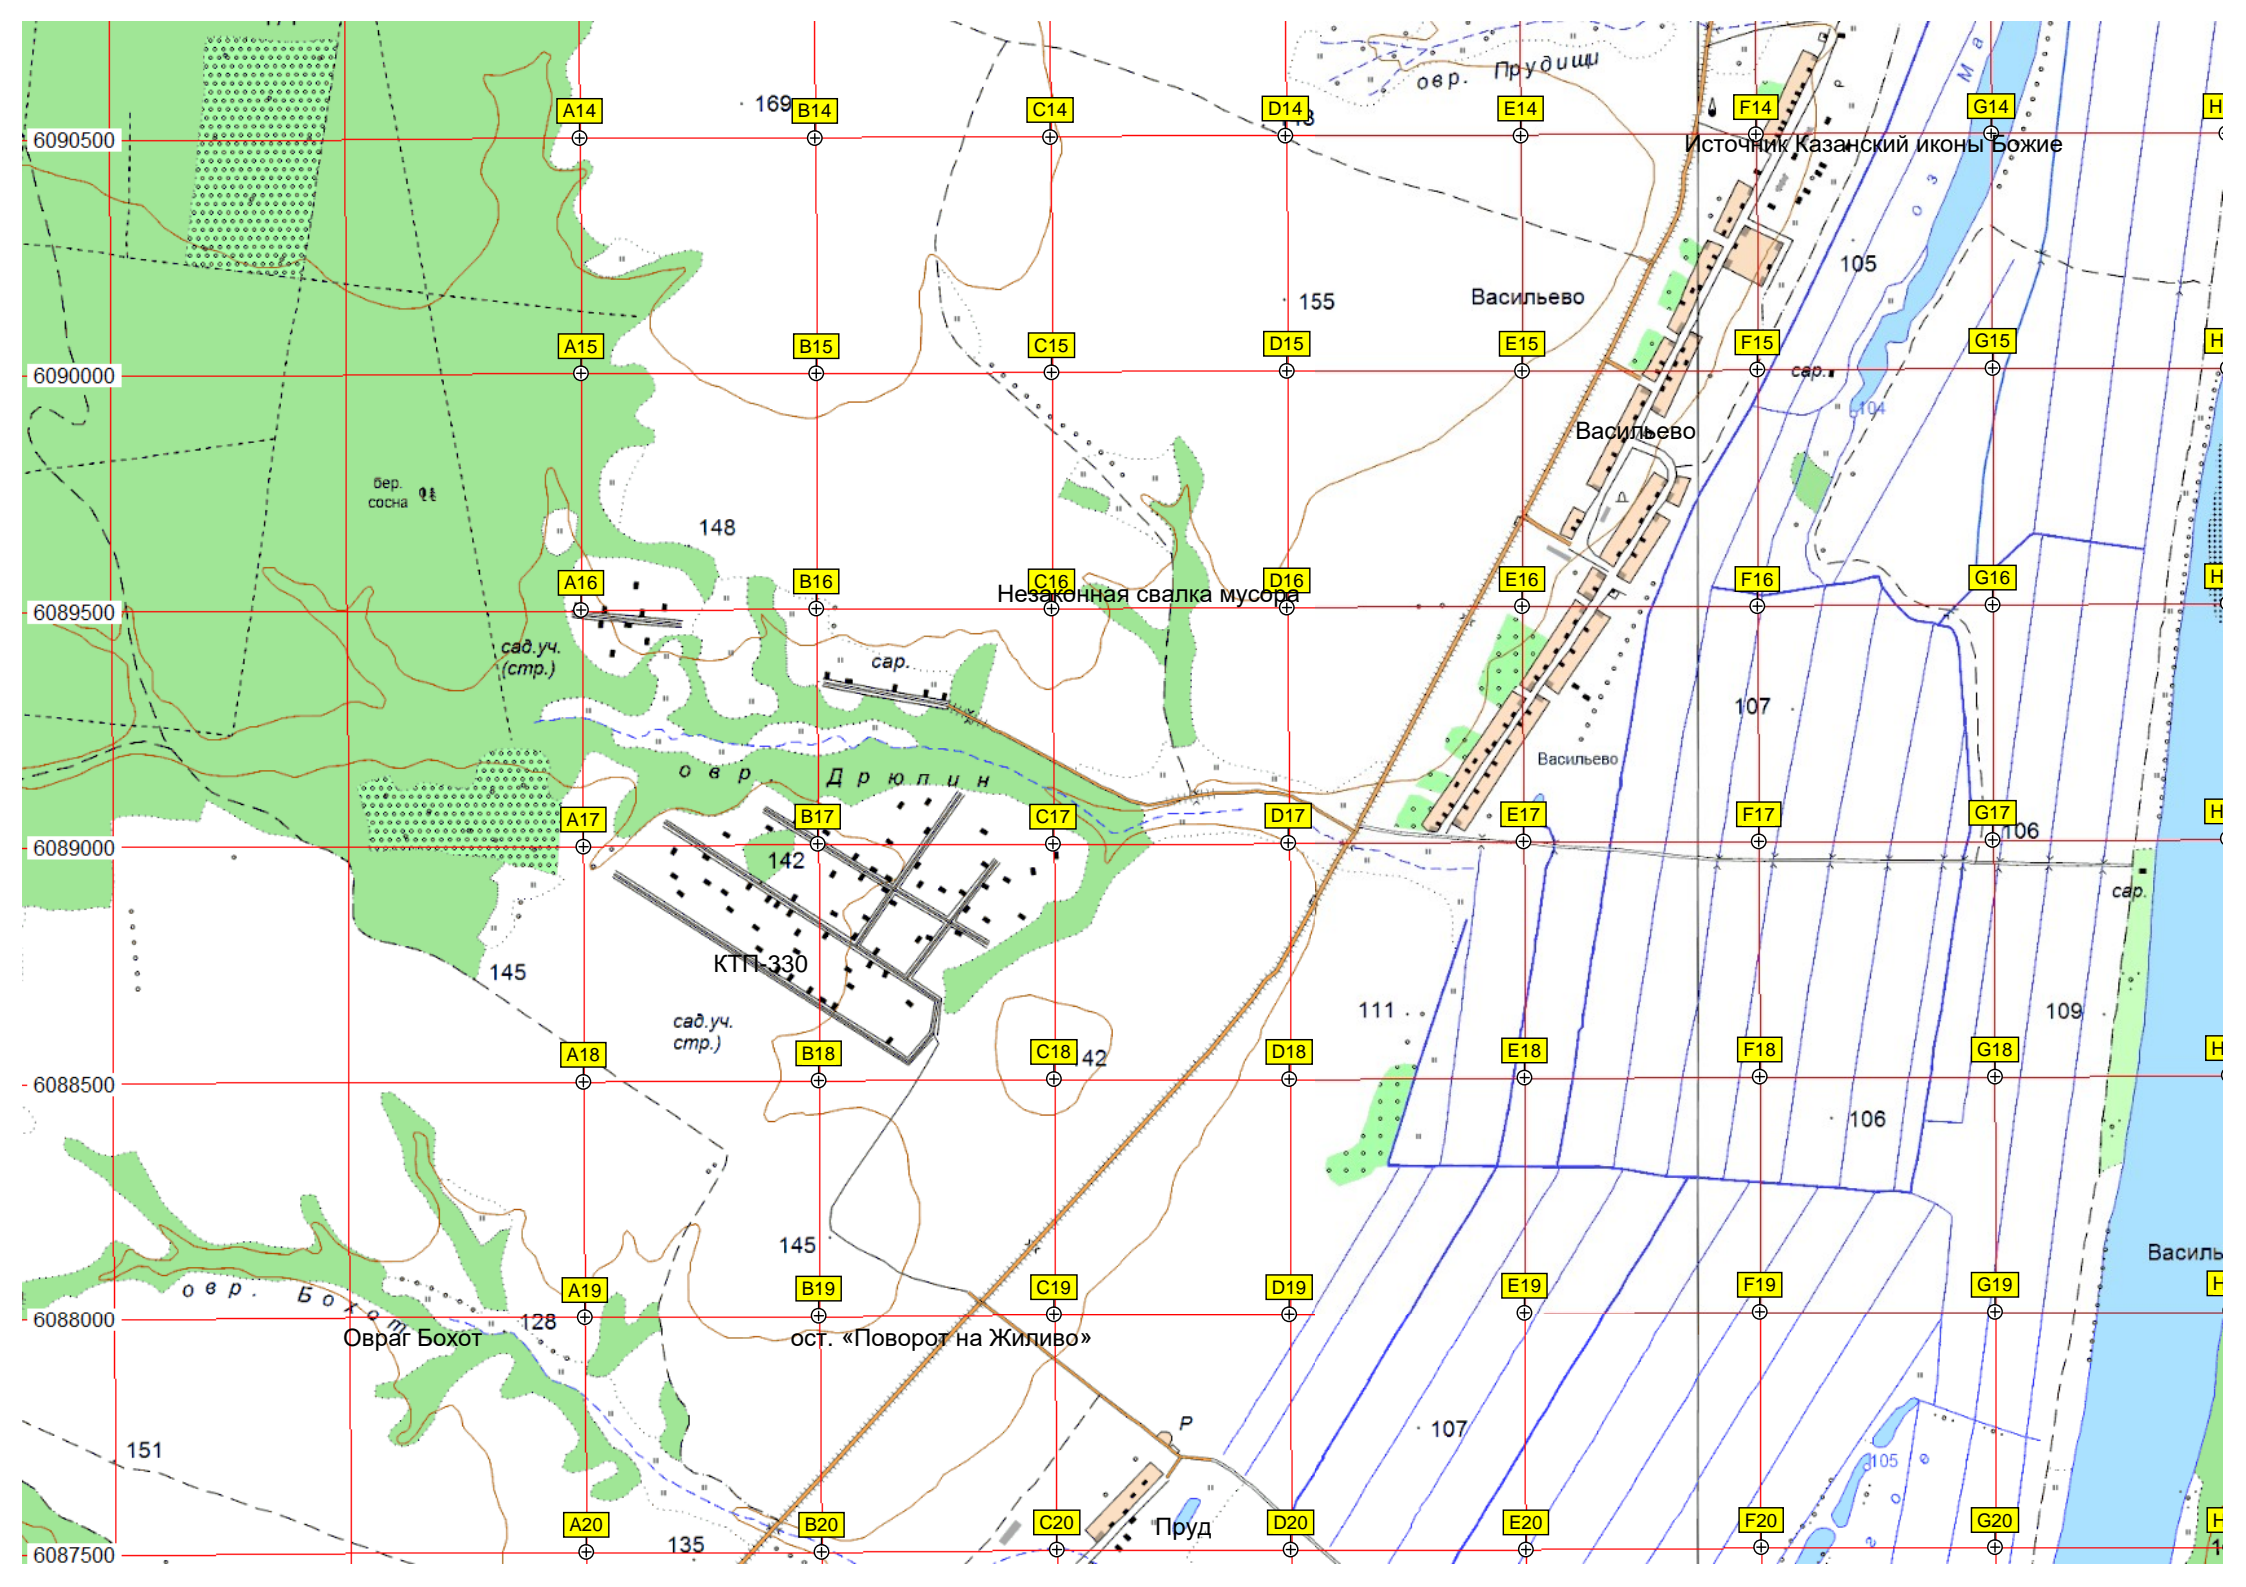 овр. Прудищи
Ма
169
A14
B14
C14
D14
E14
F14
G14
H
6090500
Источник Казанский иконы Божие
оз
105
155
Васильево
A15
B15
C15
D15
E15
F15
G15
H
6090000
сар.
104
Васильево
бер.
сосна
148
A16
B16
C16
D16
E16
F16
G16
H
Незаконная свалка мусора
6089500
сад.уч.
(стр.)
сар.
107
Васильево
овр. Дрюпин
A17
B17
C17
D17
E17
F17
G17
H
106
6089000
142
сар.
145
КТП-330
111
109
сад.уч.
стр.)
A18
B18
C18
D18
E18
F18
G18
H
42
6088500
106
145
Василь
овр. Бохот
A19
B19
C19
D19
E19
F19
G19
H
6088000
128
Овраг Бохот
ост. «Поворот на Жиливо»
Р
107
151
105
A20
B20
C20
Пруд
D20
E20
F20
G20
H
135
6087500